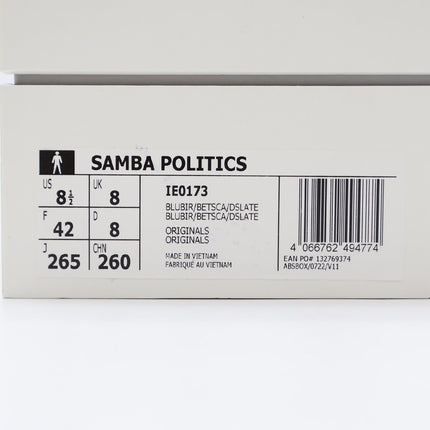 SAMBA POLITICS
US 8½ UK 8
F 42 D 8
J 265 CHN 260
IE0173
BLUBIR/BETSCA/DSLATE
BLUBIR/BETSCA/DSLATE
ORIGINALS
ORIGINALS
MADE IN VIETNAM
FABRIQUÉ AU VIETNAM
4 066762 494774
EAN PO# 132769374
ABSBOX/0722/V11